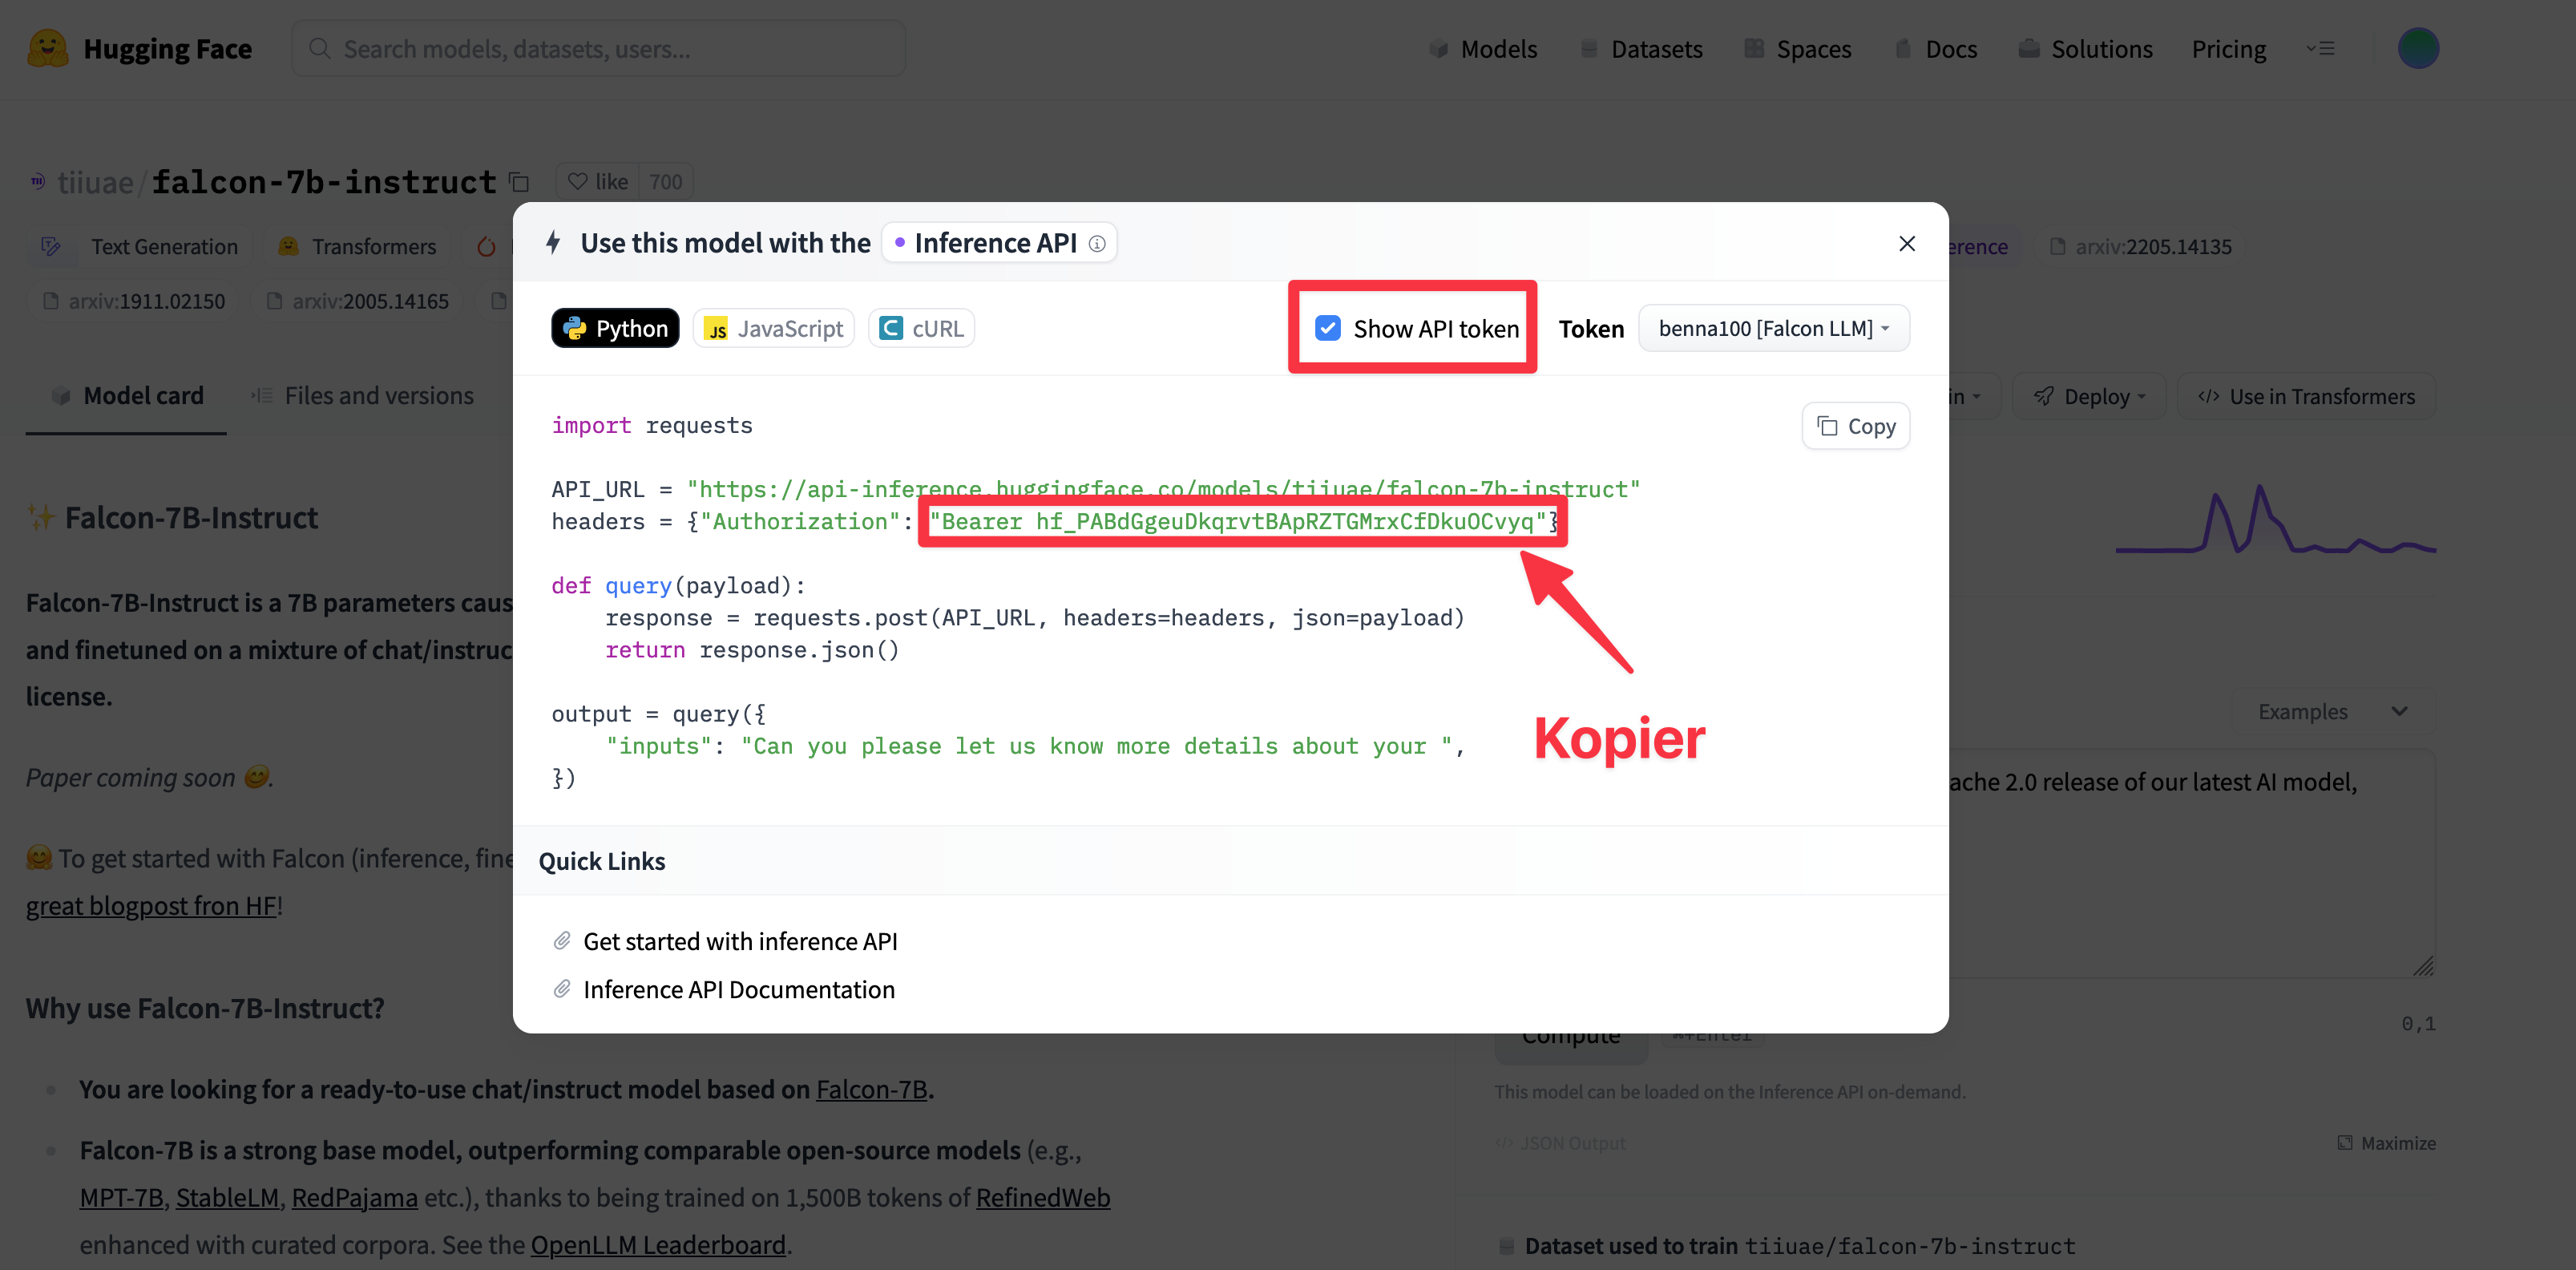 Hugging Face
Search models, datasets, users...
Models
Datasets
Spaces
Docs
Solutions
Pricing
tiiuae/falcon-7b-instruct
like 700
Text Generation
Transformers
arxiv:2205.14135
arxiv:1911.02150
arxiv:2005.14165
Use this model with the Inference API
Python
JavaScript
cURL
Show API token
Token
benna100 [Falcon LLM]
Model card
Files and versions
Deploy
</> Use in Transformers
Copy
import requests
API_URL = "https://api-inference.huggingface.co/models/tiiuae/falcon-7b-instruct"
headers = {"Authorization": "Bearer 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"}
def query(payload):
response = requests.post(API_URL, headers=headers, json=payload)
return response.json()
output = query({
"inputs": "Can you please let us know more details about your ",
})
Kopier
Quick Links
Get started with inference API
Inference API Documentation
✨ Falcon-7B-Instruct
Falcon-7B-Instruct is a 7B parameters
and finetuned on a mixture of
license.
Paper coming soon 😊.
🤗 To get started with Falcon (inference,
great blogpost fron HF!
Why use Falcon-7B-Instruct?
You are looking for a ready-to-use chat/instruct model based on Falcon-7B.
Falcon-7B is a strong base model, outperforming comparable open-source models (e.g.,
MPT-7B, StableLM, RedPajama etc.), thanks to being trained on 1,500B tokens of RefinedWeb
enhanced with curated corpora. See the OpenLLM Leaderboard.
Examples
2.0 release of our latest AI model,
Compute
⌘+Enter
0,1
This model can be loaded on the Inference API on-demand.
</> JSON Output
Maximize
Dataset used to train tiiuae/falcon-7b-instruct